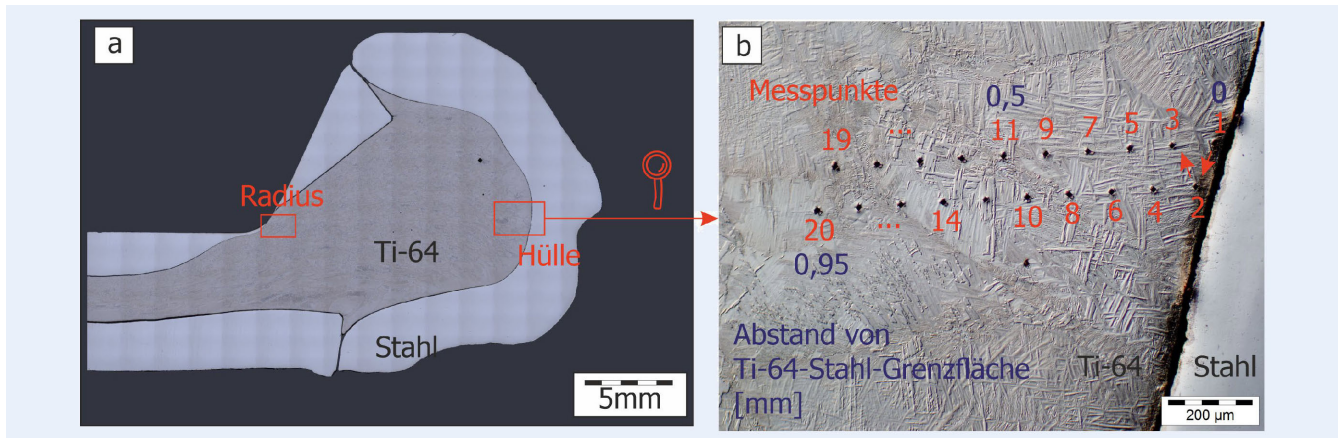 a
Radius
Ti-64
Hülle
Stahl
5mm
b
Messpunkte
0,5
0
19
...
11
9
7
5
3
1
20
...
14
10
8
6
4
2
0,95
Abstand von
Ti-64-Stahl-Grenzfläche
[mm]
Ti-64
Stahl
200 µm